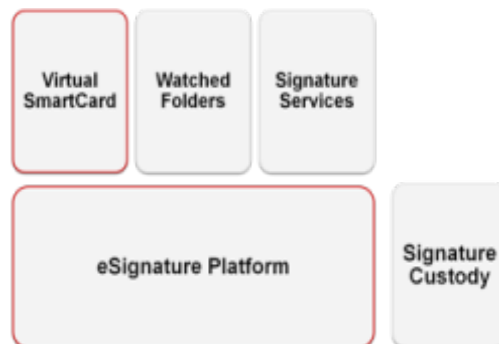 Virtual
SmartCard
Watched
Folders
Signature
Services
eSignature Platform
Signature
Custody